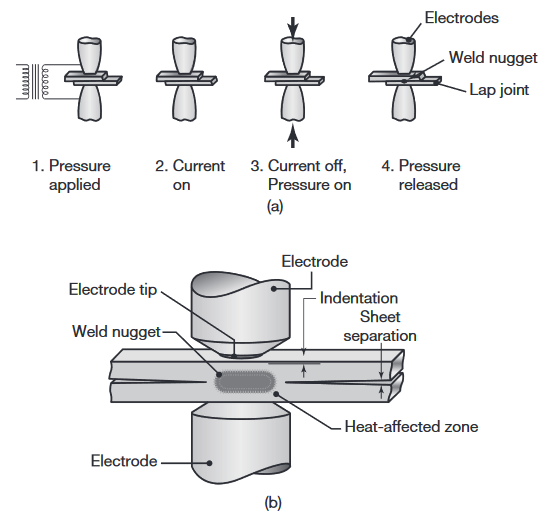 Electrodes
Weld nugget
Lap joint
1. Pressure
applied
2. Current
on
3. Current off,
Pressure on
4. Pressure
released
(a)
Electrode
Electrode tip
Indentation
Sheet
separation
Weld nugget
Heat-affected zone
Electrode
(b)